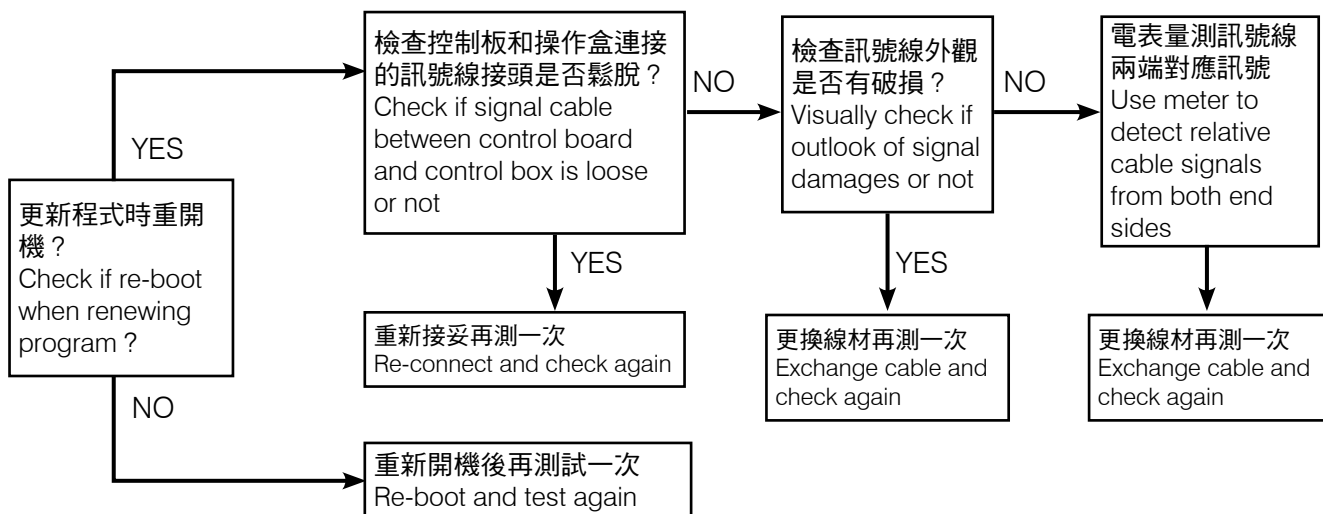 更新程式時重開
機？
Check if re-boot
when renewing
program ?
YES
檢查控制板和操作盒連接
的訊號線接頭是否鬆脫？
Check if signal cable
between control board
and control box is loose
or not
NO
檢查訊號線外觀
是否有破損？
Visually check if
outlook of signal
damages or not
NO
電表量測訊號線
兩端對應訊號
Use meter to
detect relative
cable signals
from both end
sides
YES
重新接妥再測一次
Re-connect and check again
YES
更換線材再測一次
Exchange cable and
check again
更換線材再測一次
Exchange cable and
check again
NO
重新開機後再測試一次
Re-boot and test again